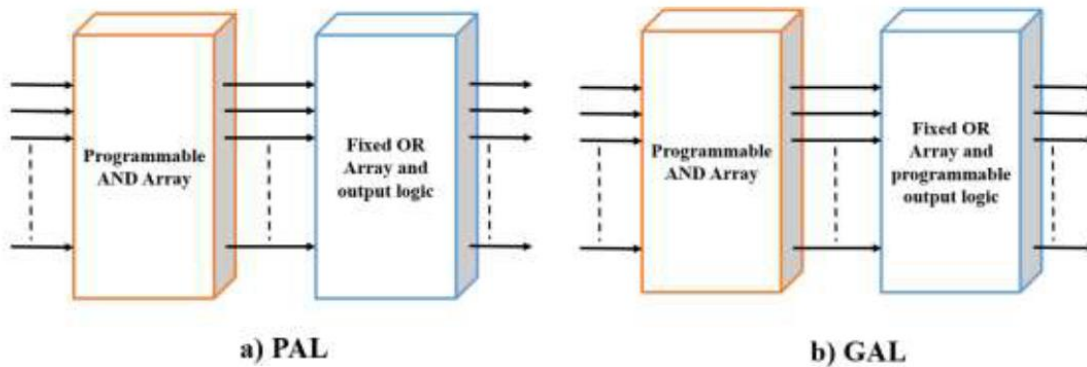 Programmable
AND Array
Fixed OR
Array and
output logic
Programmable
AND Array
Fixed OR
Array and
programmable
output logic
a) PAL
b) GAL